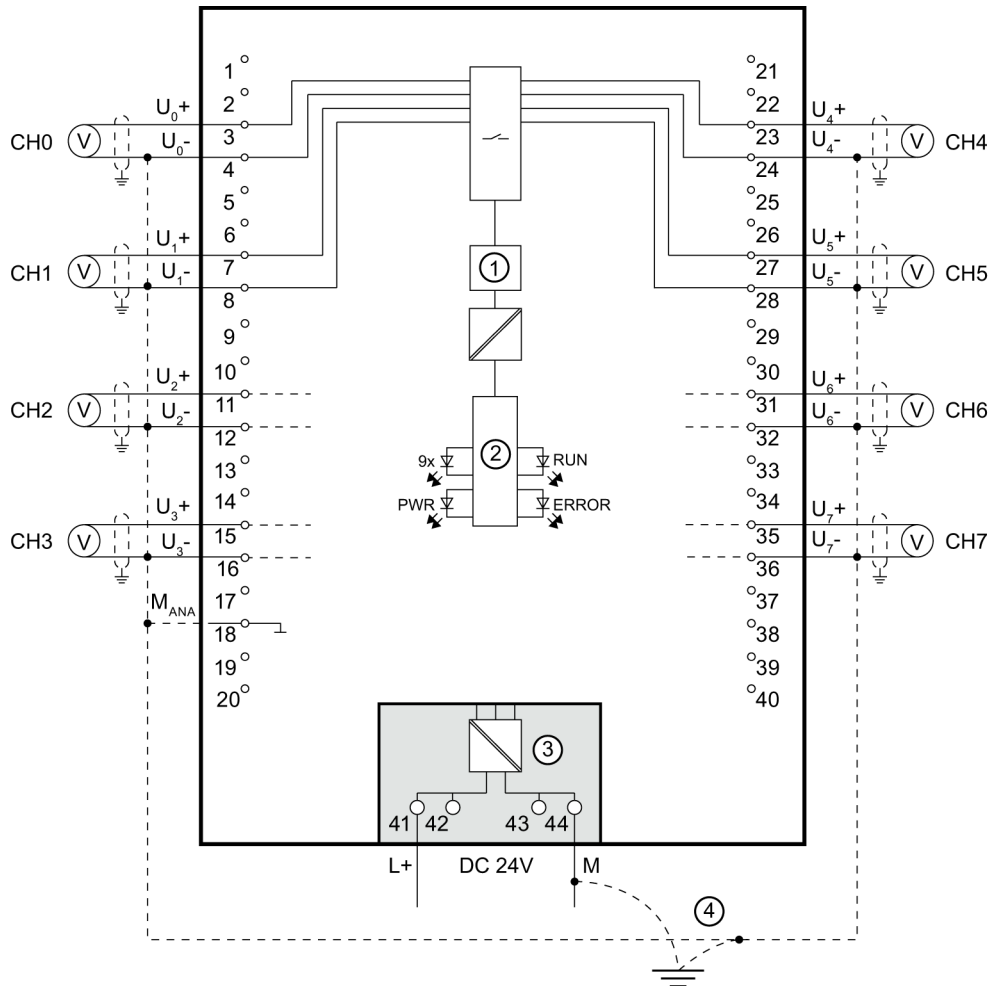 1
21
U0+
2
22
U4+
CH0
V
U0-
3
23
U4-
V
CH4
4
24
5
25
U1+
6
26
U5+
CH1
V
U1-
7
1
27
U5-
V
CH5
8
28
9
29
U2+
10
30
U6+
CH2
V
U2-
11
31
U6-
V
CH6
12
32
13
9x
2
RUN
33
14
PWR
ERROR
34
U3+
U7+
CH3
V
U3-
15
35
U7-
V
CH7
16
36
MANA
17
37
18
38
19
39
20
40
3
41
42
43
44
L+
DC 24V
M
4